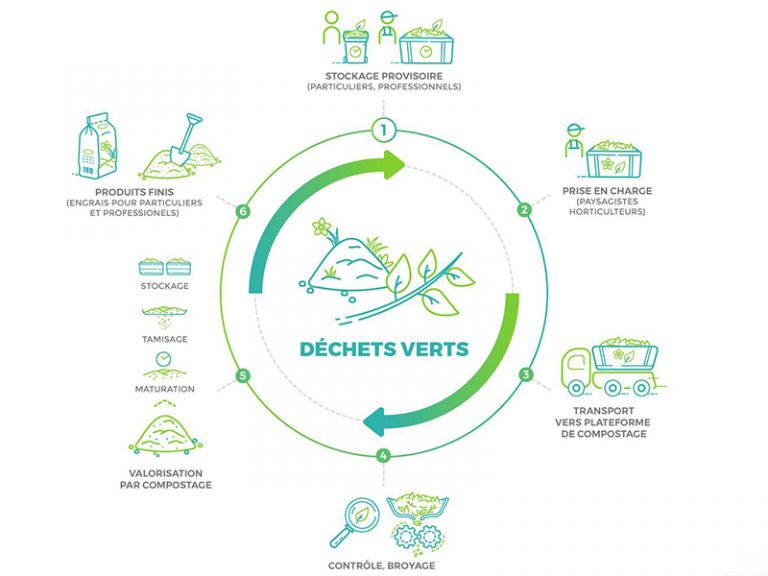 STOCKAGE PROVISOIRE
(PARTICULIERS, PROFESSIONNELS)
1
PRISE EN CHARGE
(PAYSAGISTES
HORTICULTEURS)
2
TRANSPORT
VERS PLATEFORME
DE COMPOSTAGE
3
CONTRÔLE, BROYAGE
4
STOCKAGE
TAMISAGE
MATURATION
VALORISATION
PAR COMPOSTAGE
5
PRODUITS FINIS
(ENGRAIS POUR PARTICULIERS
ET PROFESSIONELS)
6
DÉCHETS VERTS